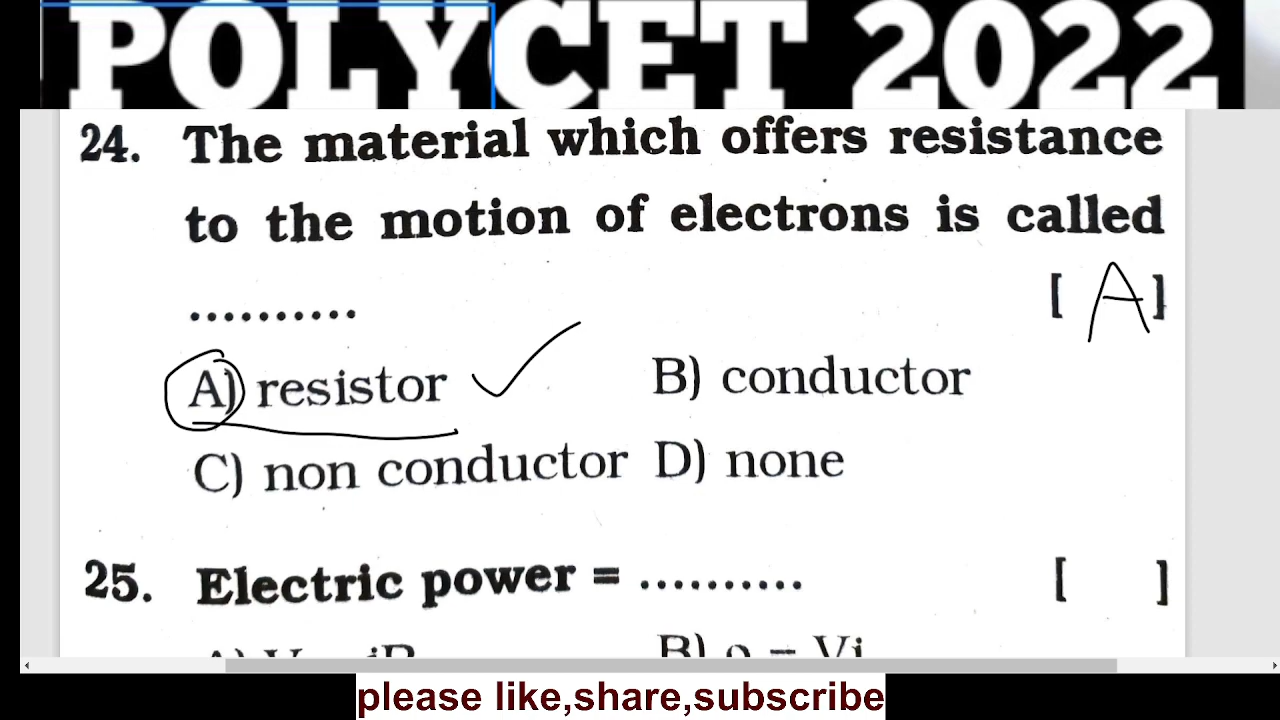 POLYCET 2022
24. The material which offers resistance
to the motion of electrons is called
.......... [ A ]
A) resistor B) conductor
C) non conductor D) none
25. Electric power = .......... [ ]
please like,share,subscribe